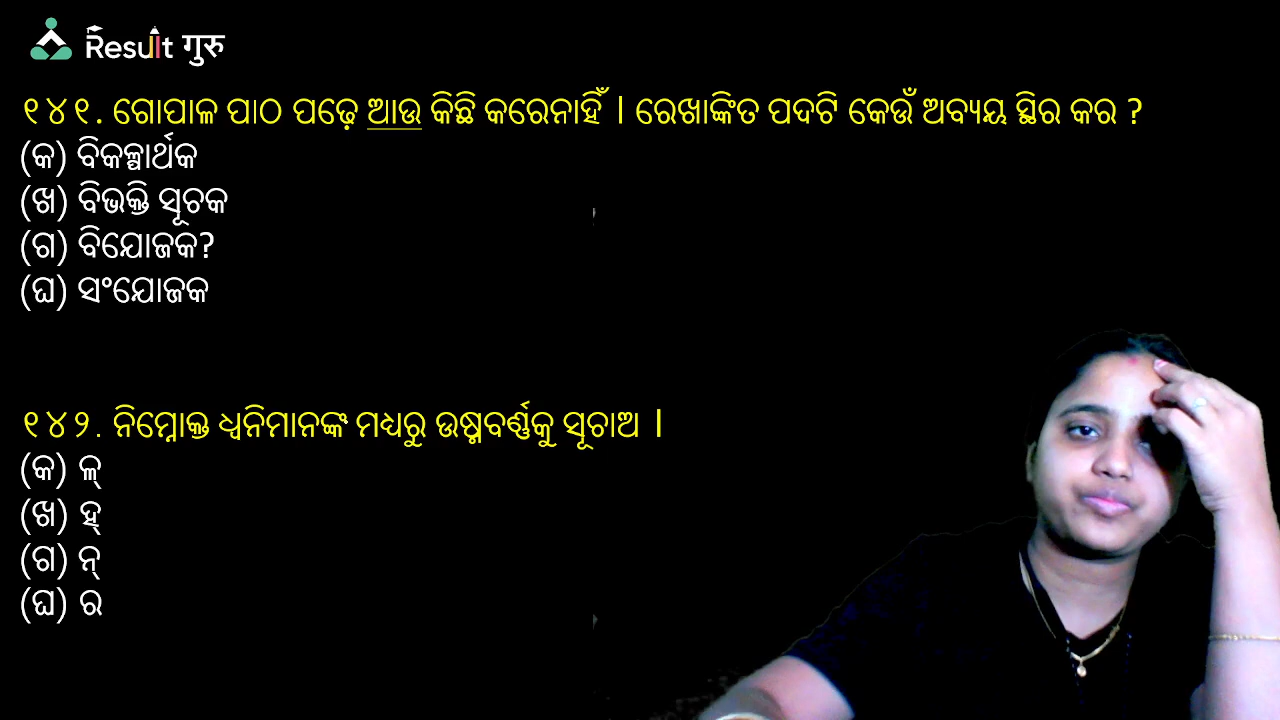 Result गुरु
୧୪୧. ଗୋପାଳ ପାଠ ପଢ଼େ ଆଉ କିଛି କରେନାହିଁ । ରେଖାଙ୍କିତ ପଦଟି କେଉଁ ଅବ୍ୟୟ ସ୍ଥିର କର ?
(କ) ବିକଳ୍ପାର୍ଥକ
(ଖ) ବିଭକ୍ତି ସୂଚକ
(ଗ) ବିଯୋଜକ?
(ଘ) ସଂଯୋଜକ
୧୪୨. ନିମ୍ନୋକ୍ତ ଧ୍ୱନିମାନଙ୍କ ମଧ୍ୟରୁ ଉଷ୍ମବର୍ଣ୍ଣକୁ ସୂଚାଅ ।
(କ) ଳ୍
(ଖ) ହ୍
(ଗ) ନ୍
(ଘ) ର